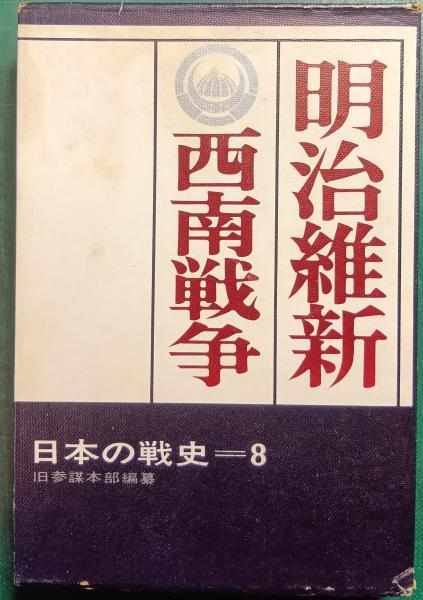 明治維新
西南戦争
日本の戦史=8
旧参謀本部編纂